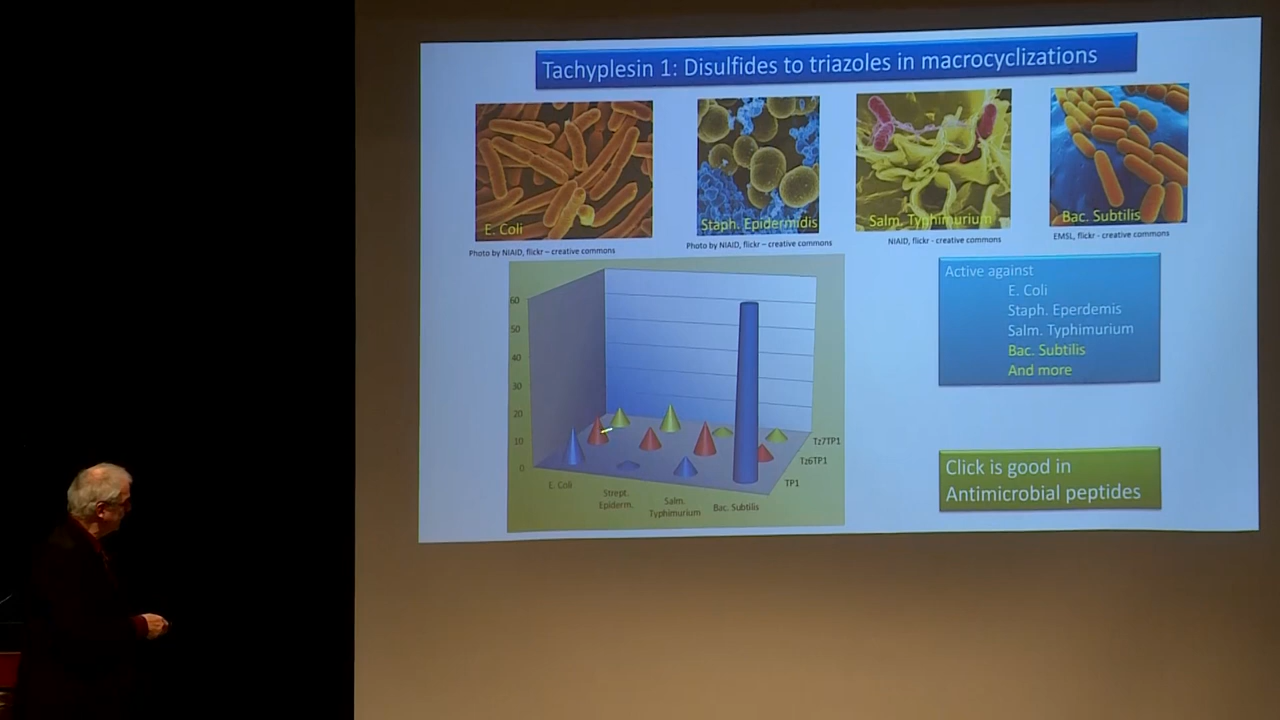 Tachyplesin 1: Disulfides to triazoles in macrocyclizations
E. Coli
Staph. Epidermidis
Salm. Typhimurium
Bac. Subtilis
Photo by NIAID, flickr – creative commons
Photo by NIAID, flickr – creative commons
NIAID, flickr - creative commons
EMSL, flickr - creative commons
60
50
40
30
20
10
0
E. Coli
Strept.
Epiderm.
Salm.
Typhimurium
Bac. Subtilis
Tz7TP1
Tz6TP1
TP1
Active against
E. Coli
Staph. Eperdemis
Salm. Typhimurium
Bac. Subtilis
And more
Click is good in
Antimicrobial peptides